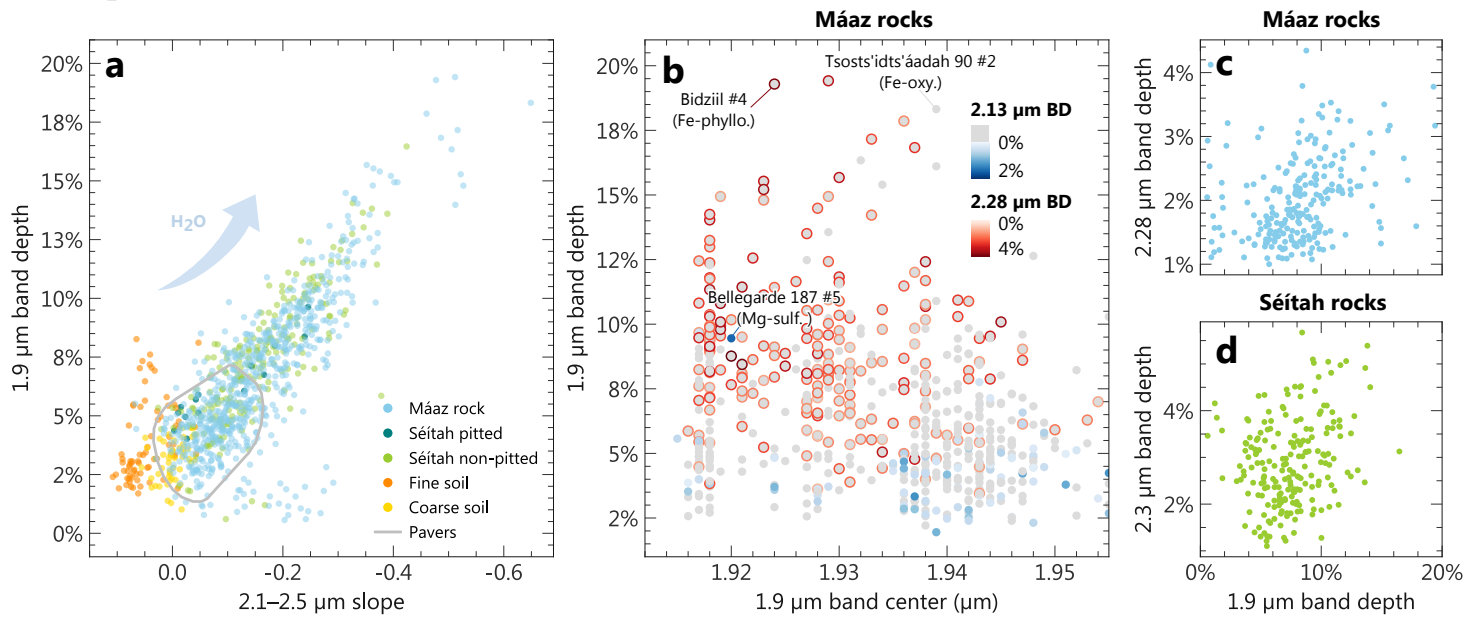 a
20%
18%
15%
13%
10%
8%
5%
2%
0%
1.9 µm band depth
H2O
Máaz rock
Séítah pitted
Séítah non-pitted
Fine soil
Coarse soil
Pavers
0.0 -0.2 -0.4 -0.6
2.1–2.5 µm slope
Máaz rocks
b
20%
18%
15%
12%
10%
8%
5%
2%
1.9 µm band depth
Tsosts'idts'áadah 90 #2
(Fe-oxy.)
Bidziil #4
(Fe-phyllo.)
2.13 µm BD
0%
2%
2.28 µm BD
0%
4%
Bellegarde 187 #5
(Mg-sulf.)
1.92 1.93 1.94 1.95
1.9 µm band center (µm)
Máaz rocks
c
4%
3%
2%
1%
2.28 µm band depth
Séítah rocks
d
4%
2%
2.3 µm band depth
0% 10% 20%
1.9 µm band depth